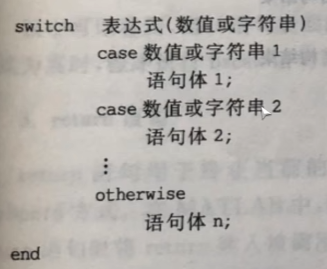 switch 表达式(数值或字符串)
case 数值或字符串1
语句体1;
case 数值或字符串2
语句体2;
⋮
otherwise
语句体n;
end